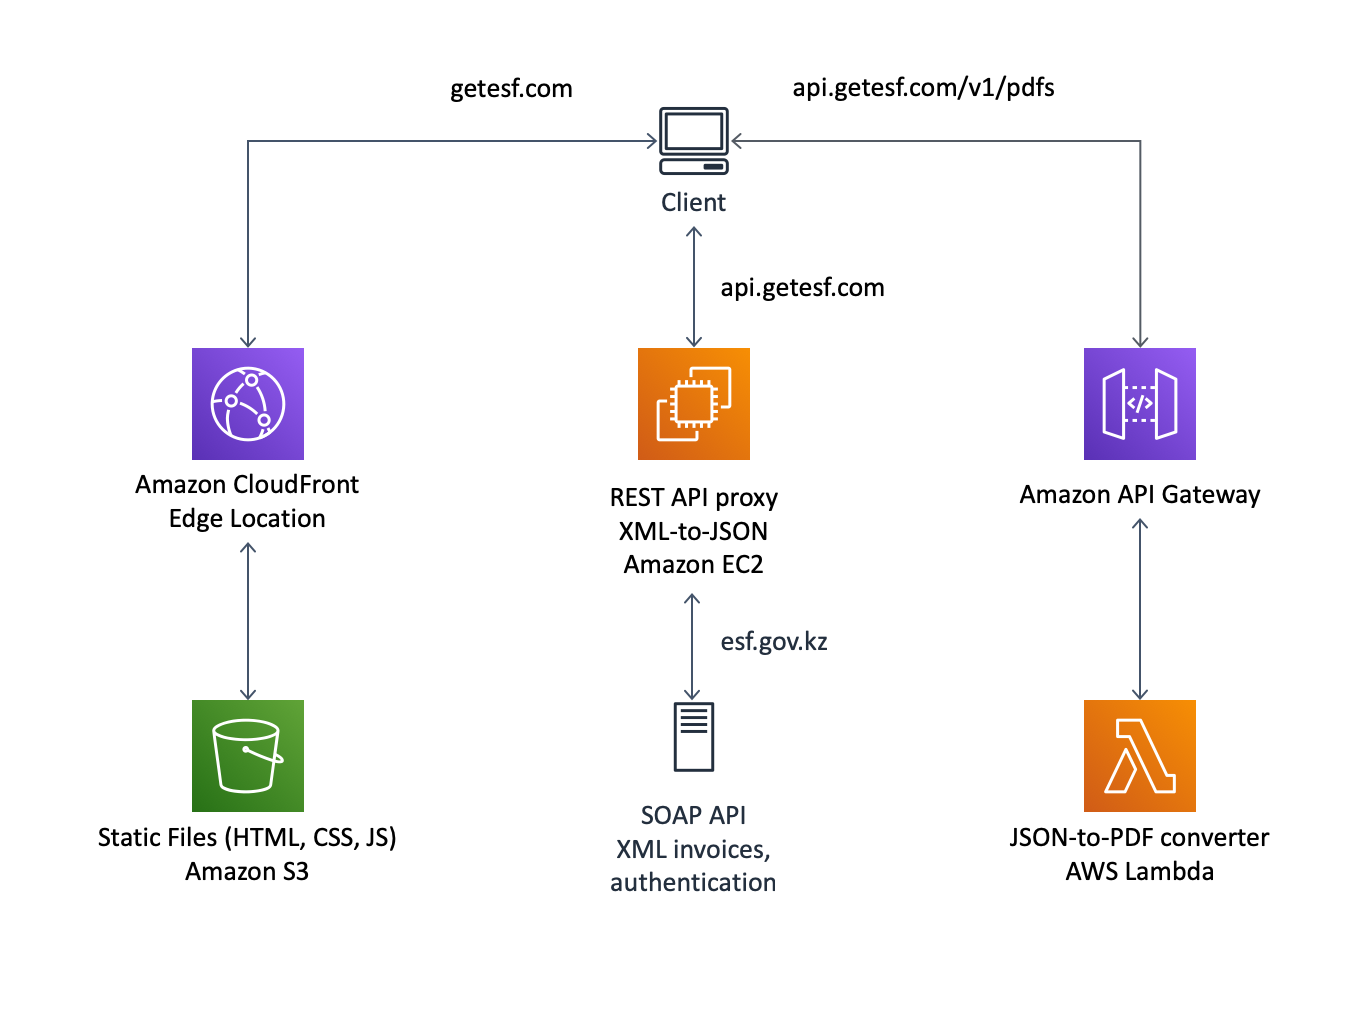 getesf.com
api.getesf.com/v1/pdfs
Client
api.getesf.com
Amazon CloudFront
Edge Location
REST API proxy
XML-to-JSON
Amazon EC2
Amazon API Gateway
</>
esf.gov.kz
Static Files (HTML, CSS, JS)
Amazon S3
SOAP API
XML invoices,
authentication
JSON-to-PDF converter
AWS Lambda